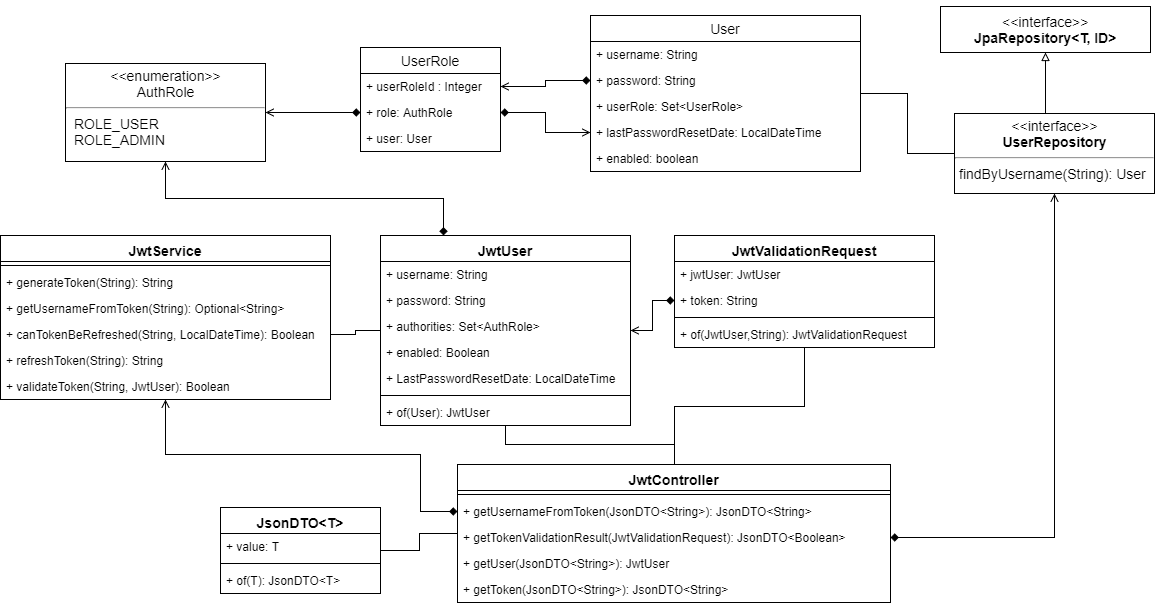 <<enumeration>>
AuthRole
ROLE_USER
ROLE_ADMIN
UserRole
+ userRoleId : Integer
+ role: AuthRole
+ user: User
User
+ username: String
+ password: String
+ userRole: Set<UserRole>
+ lastPasswordResetDate: LocalDateTime
+ enabled: boolean
<<interface>>
JpaRepository<T, ID>
<<interface>>
UserRepository
findByUsername(String): User
JwtService
+ generateToken(String): String
+ getUsernameFromToken(String): Optional<String>
+ canTokenBeRefreshed(String, LocalDateTime): Boolean
+ refreshToken(String): String
+ validateToken(String, JwtUser): Boolean
JwtUser
+ username: String
+ password: String
+ authorities: Set<AuthRole>
+ enabled: Boolean
+ LastPasswordResetDate: LocalDateTime
+ of(User): JwtUser
JwtValidationRequest
+ jwtUser: JwtUser
+ token: String
+ of(JwtUser,String): JwtValidationRequest
JsonDTO<T>
+ value: T
+ of(T): JsonDTO<T>
JwtController
+ getUsernameFromToken(JsonDTO<String>): JsonDTO<String>
+ getTokenValidationResult(JwtValidationRequest): JsonDTO<Boolean>
+ getUser(JsonDTO<String>): JwtUser
+ getToken(JsonDTO<String>): JsonDTO<String>